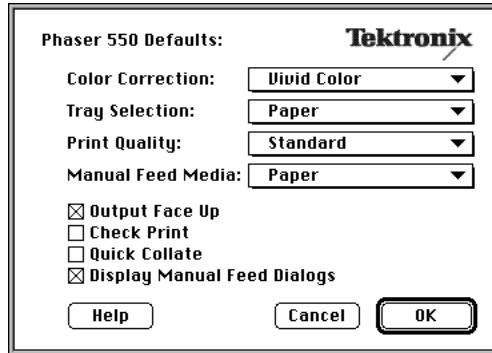 Phaser 550 Defaults: Tektronix
Color Correction: Vivid Color
Tray Selection: Paper
Print Quality: Standard
Manual Feed Media: Paper
Output Face Up
Check Print
Quick Collate
Display Manual Feed Dialogs
Help Cancel OK